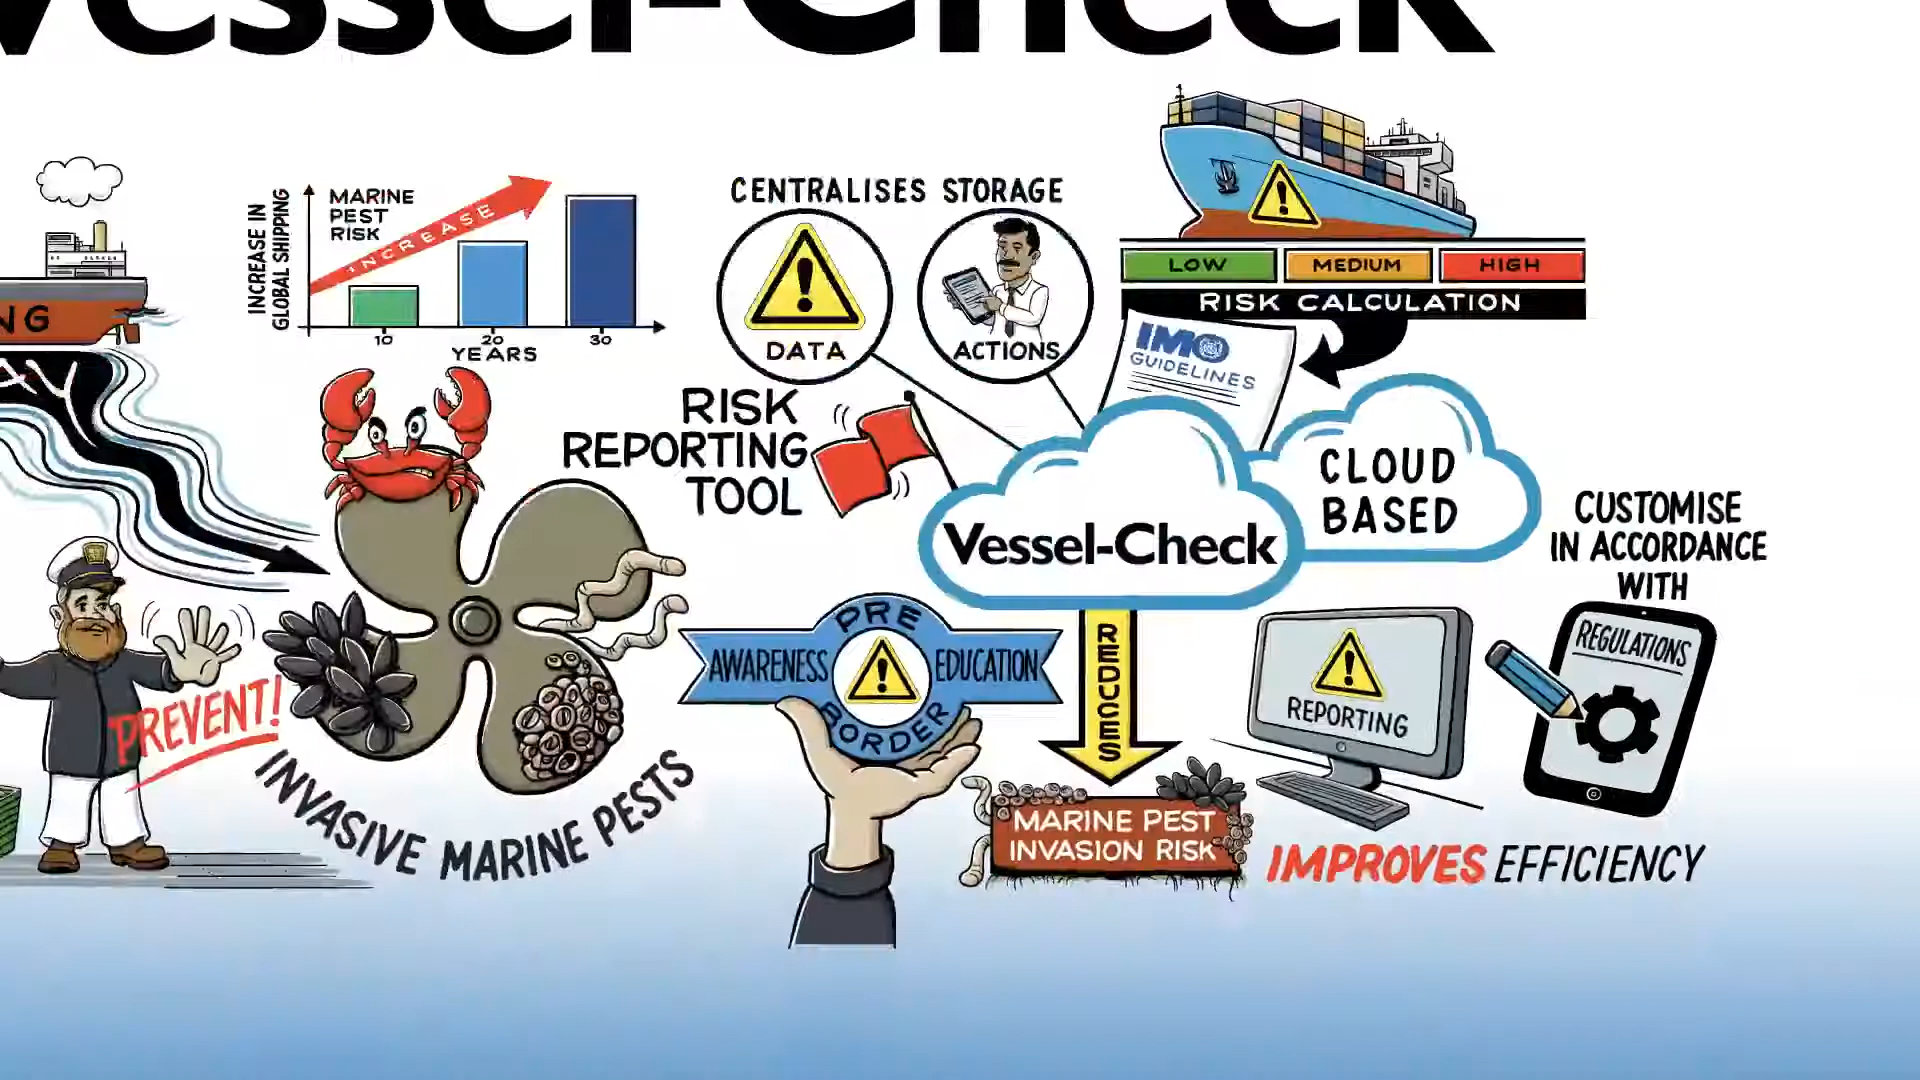 Vessel-Check
INCREASE IN
GLOBAL SHIPPING
MARINE
PEST
RISK
INCREASE
10 20 30
YEARS
CENTRALISES STORAGE
DATA
ACTIONS
LOW MEDIUM HIGH
RISK CALCULATION
IMO
GUIDELINES
RISK
REPORTING
TOOL
Vessel-Check
CLOUD
BASED
CUSTOMISE
IN ACCORDANCE
WITH
REGULATIONS
PREVENT!
INVASIVE MARINE PESTS
PRE
AWARENESS EDUCATION
BORDER
REDUCES
MARINE PEST
INVASION RISK
REPORTING
IMPROVES EFFICIENCY